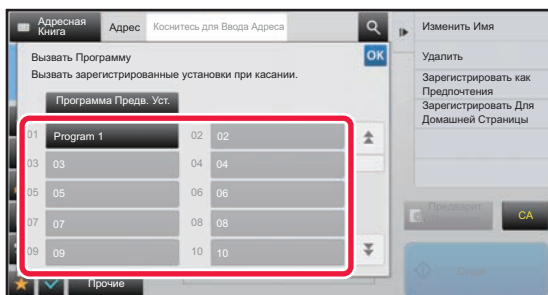 Адресная Книга
Адрес
Коснитесь для Ввода Адреса
Изменить Имя
Вызвать Программу
OK
Удалить
Вызвать зарегистрированные установки при касании.
Зарегистрировать как
Предпочтения
Программа Предв. Уст.
Зарегистрировать Для
Домашней Страницы
01 Program 1
02 02
03 03
04 04
05 05
06 06
07 07
08 08
09 09
10 10
Предварит
CA
Прочие
Старт